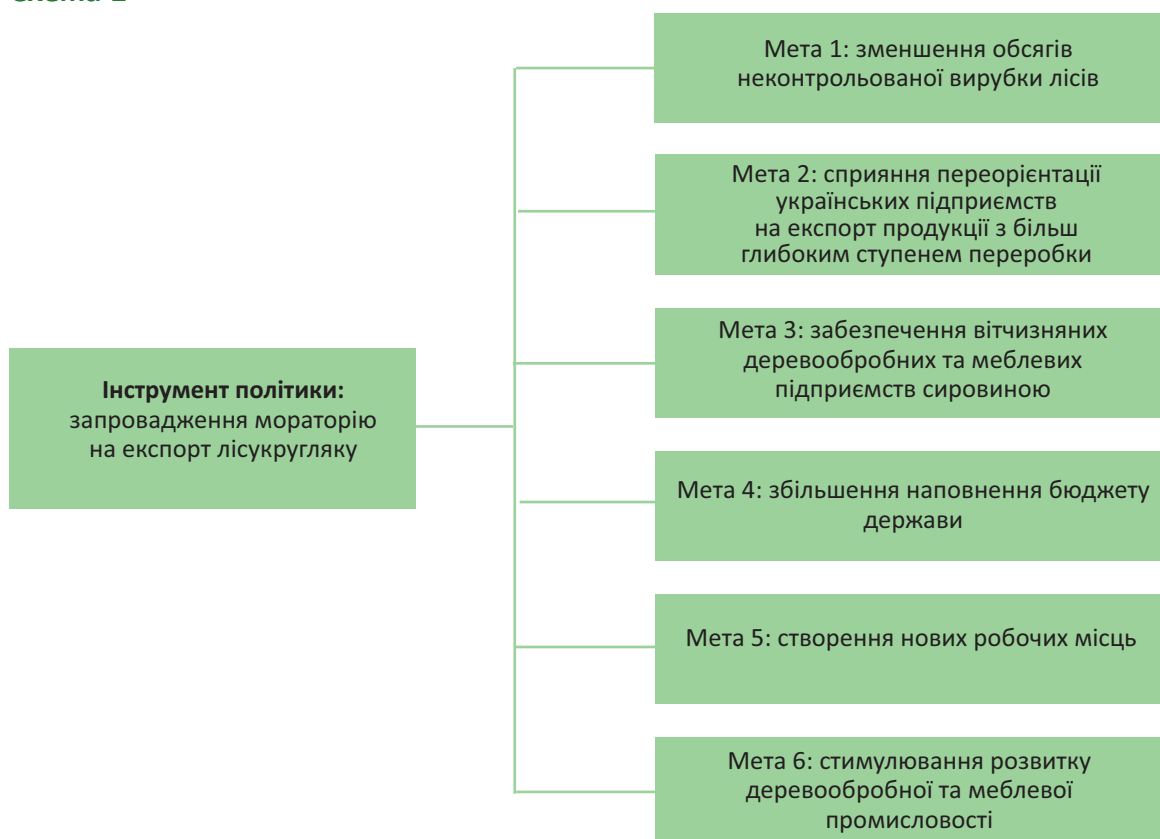 Мета 1: зменшення обсягів
неконтрольованої вирубки лісів
Мета 2: сприяння переорієнтації
українських підприємств
на експорт продукції з більш
глибоким ступенем переробки
Мета 3: забезпечення вітчизняних
деревообробних та меблевих
підприємств сировиною
Інструмент політики:
запровадження мораторію
на експорт лісукругляку
Мета 4: збільшення наповнення бюджету
держави
Мета 5: створення нових робочих місць
Мета 6: стимулювання розвитку
деревообробної та меблевої
промисловості